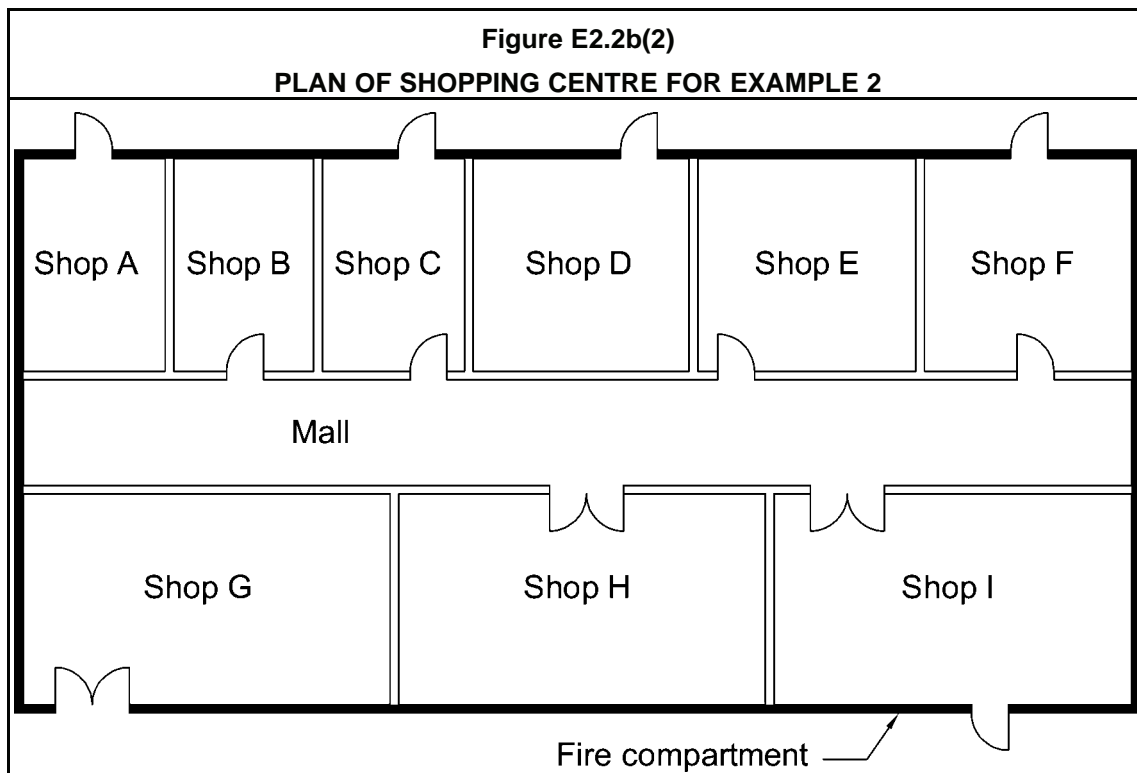 Figure E2.2b(2)
PLAN OF SHOPPING CENTRE FOR EXAMPLE 2
Shop A
Shop B
Shop C
Shop D
Shop E
Shop F
Mall
Shop G
Shop H
Shop I
Fire compartment